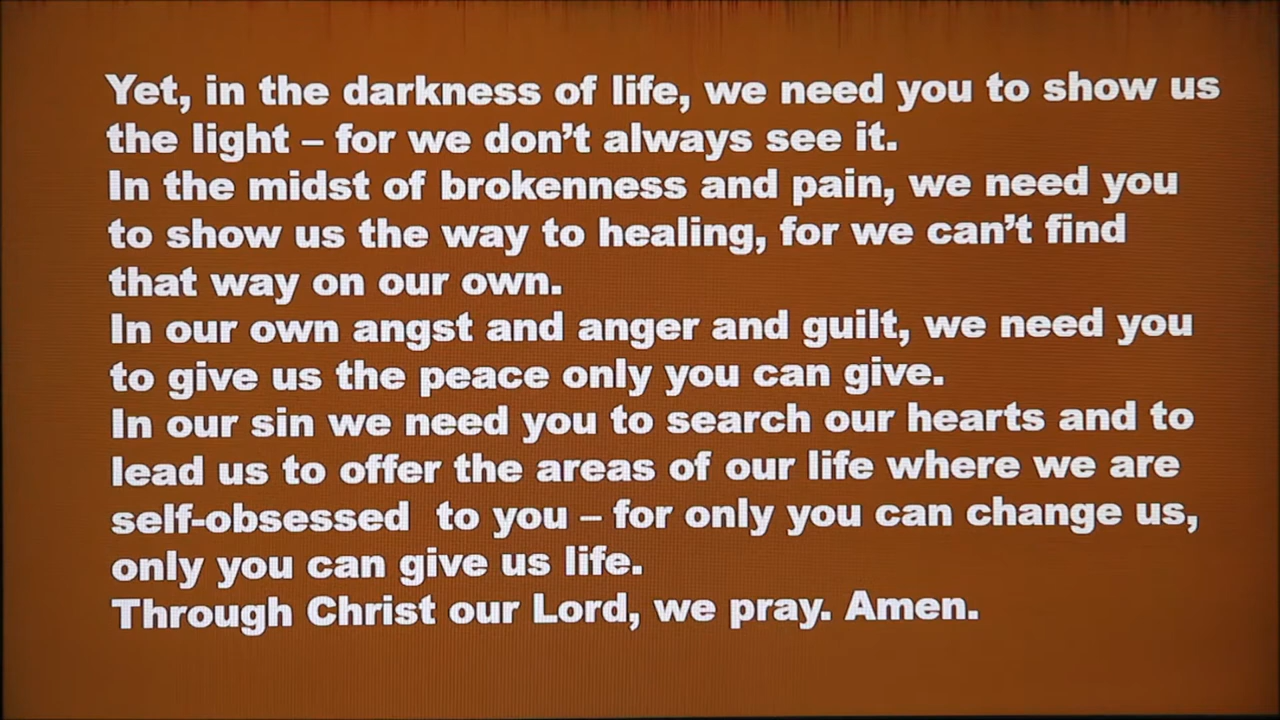 Yet, in the darkness of life, we need you to show us
the light – for we don’t always see it.
In the midst of brokenness and pain, we need you
to show us the way to healing, for we can’t find
that way on our own.
In our own angst and anger and guilt, we need you
to give us the peace only you can give.
In our sin we need you to search our hearts and to
lead us to offer the areas of our life where we are
self-obsessed  to you – for only you can change us,
only you can give us life.
Through Christ our Lord, we pray. Amen.